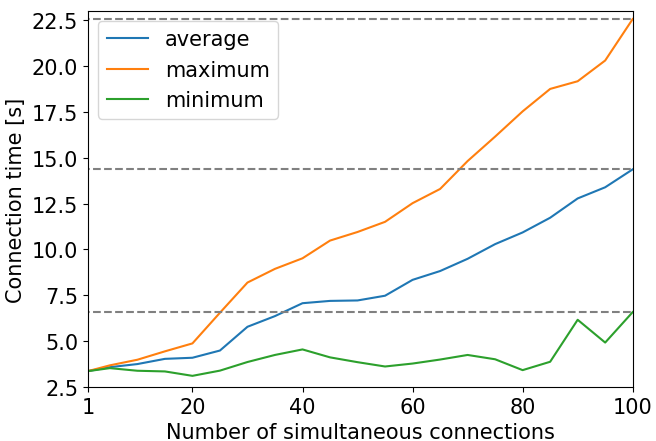 22.5
20.0
17.5
15.0
12.5
10.0
7.5
5.0
2.5
Connection time [s]
average
maximum
minimum
1 20 40 60 80 100
Number of simultaneous connections